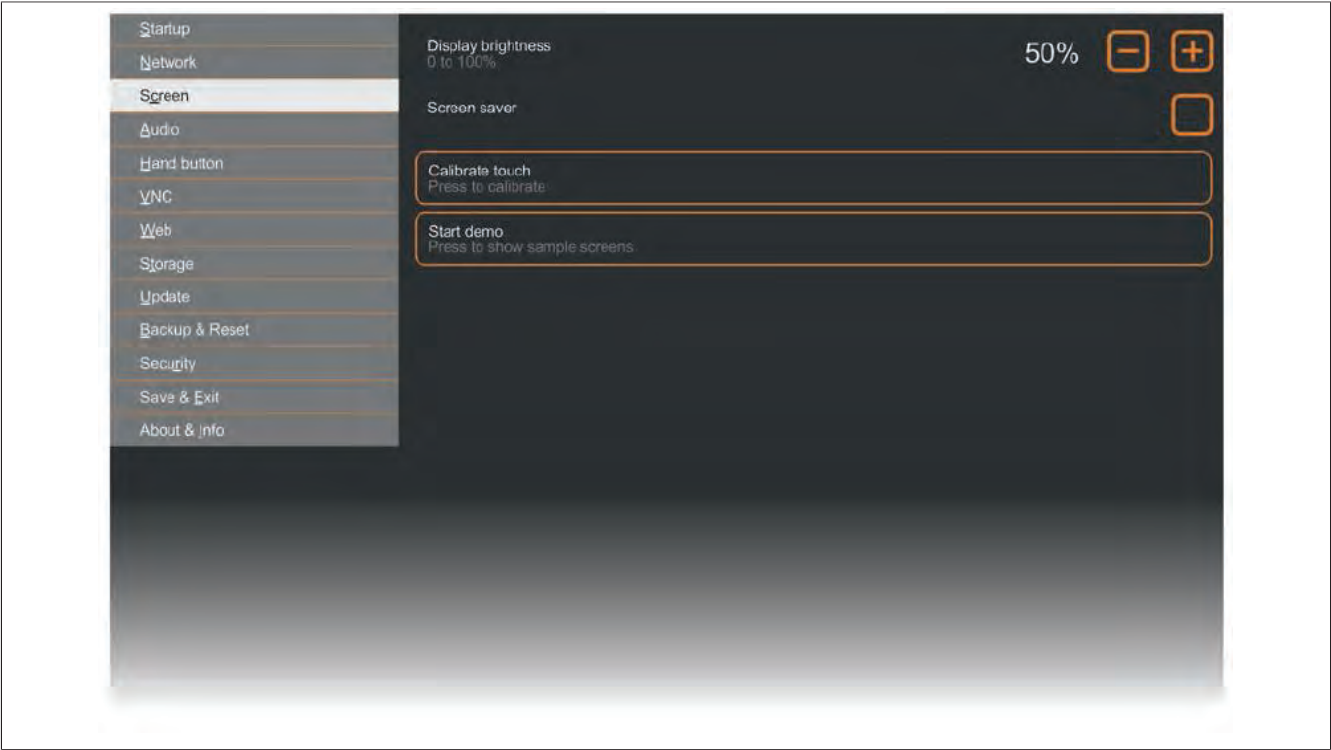 Startup
Network
Screen
Audio
Hand button
VNC
Web
Storage
Update
Backup & Reset
Security
Save & Exit
About & Info
Display brightness
0 to 100%
50%
Screen saver
Calibrate touch
Press to calibrate
Start demo
Press to show sample screens